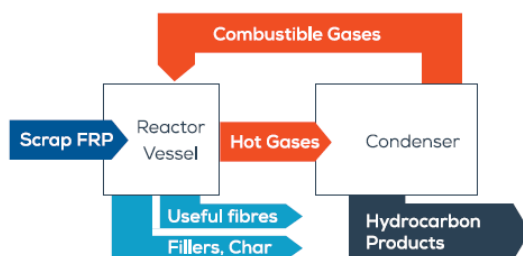 Combustible Gases
Scrap FRP
Reactor
Vessel
Hot Gases
Condenser
Useful fibres
Fillers, Char
Hydrocarbon
Products